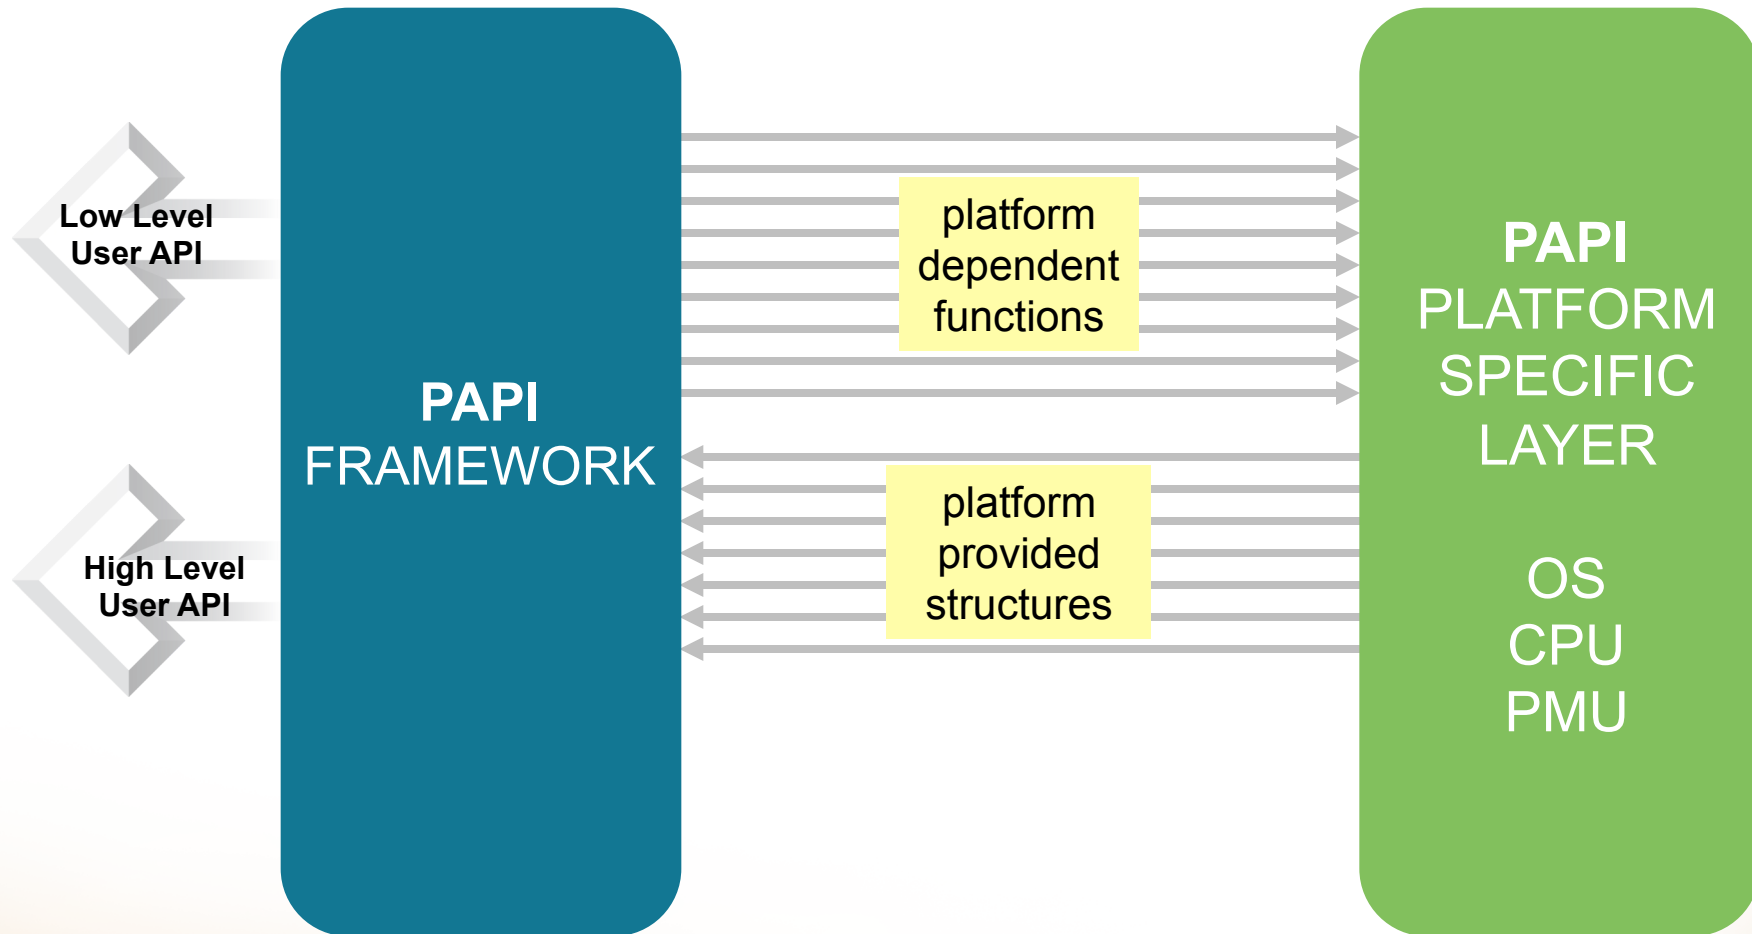 Low Level
User API
High Level
User API
PAPI
FRAMEWORK
platform
dependent
functions
platform
provided
structures
PAPI
PLATFORM
SPECIFIC
LAYER
OS
CPU
PMU